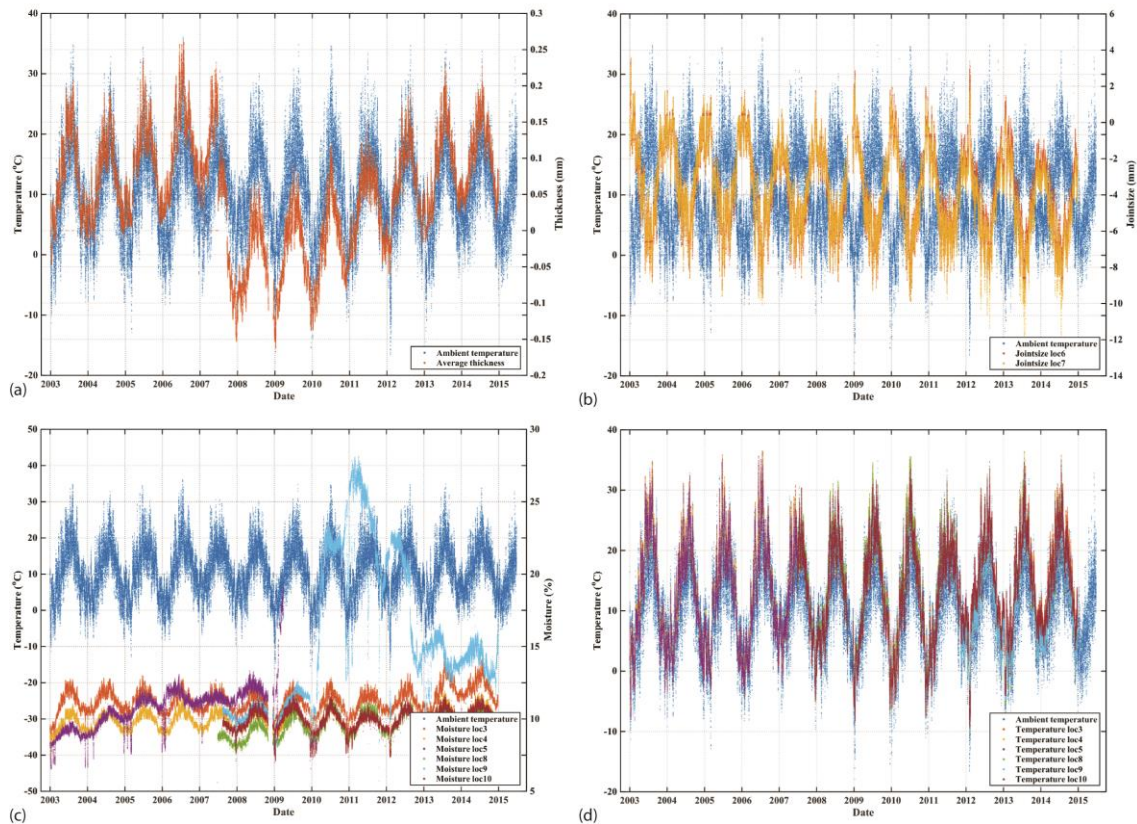 40
30
20
10
0
-10
-20
Temperature (°C)
0.3
0.25
0.2
0.15
0.1
0.05
0
-0.05
-0.1
-0.15
-0.2
Thickness (mm)
Ambient temperature
Average thickness
2003 2004 2005 2006 2007 2008 2009 2010 2011 2012 2013 2014 2015
Date
(a)
40
30
20
10
0
-10
-20
Temperature (°C)
6
4
2
0
-2
-4
-6
-8
-10
-12
-14
Jointsize (mm)
Ambient temperature
Jointsize loc6
Jointsize loc7
2003 2004 2005 2006 2007 2008 2009 2010 2011 2012 2013 2014 2015
Date
(b)
50
40
30
20
10
0
-10
-20
-30
-40
-50
Temperature (°C)
30
25
20
15
10
5
Moisture (%)
Ambient temperature
Moisture loc3
Moisture loc4
Moisture loc5
Moisture loc8
Moisture loc9
Moisture loc10
2003 2004 2005 2006 2007 2008 2009 2010 2011 2012 2013 2014 2015
Date
(c)
40
30
20
10
0
-10
-20
Temperature (°C)
Ambient temperature
Temperature loc3
Temperature loc4
Temperature loc5
Temperature loc8
Temperature loc9
Temperature loc10
2003 2004 2005 2006 2007 2008 2009 2010 2011 2012 2013 2014 2015
Date
(d)